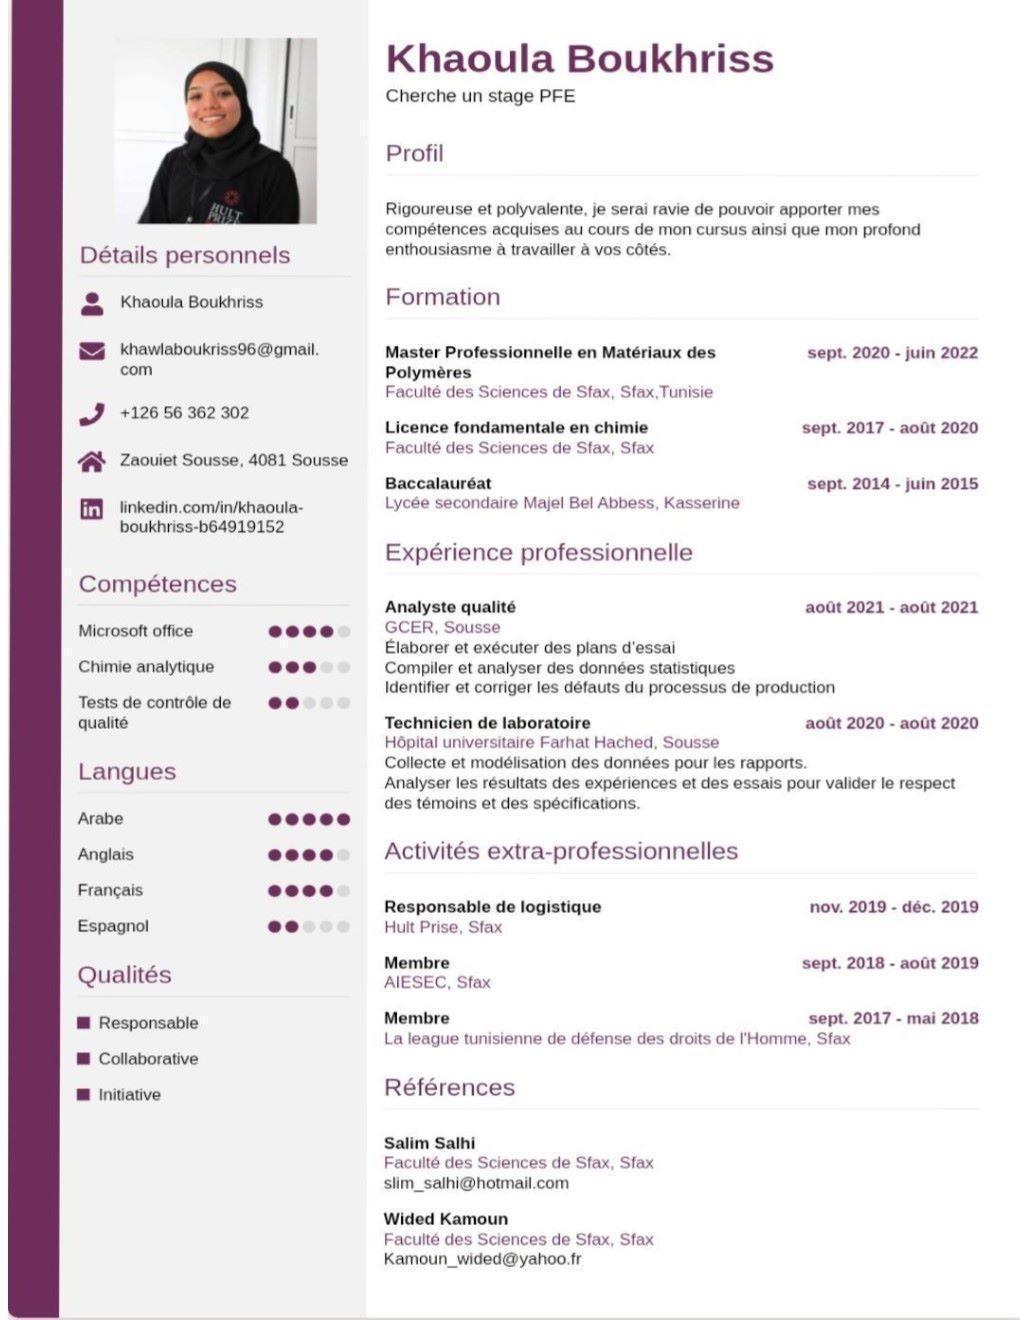 HULT
PRIZE
Détails personnels
Khaoula Boukhriss
khawlaboukriss96@gmail.
com
+126 56 362 302
Zaouiet Sousse, 4081 Sousse
linkedin.com/in/khaoula-
boukhriss-b64919152
Compétences
Microsoft office
Chimie analytique
Tests de contrôle de
qualité
Langues
Arabe
Anglais
Français
Espagnol
Qualités
Responsable
Collaborative
Initiative
Khaoula Boukhriss
Cherche un stage PFE
Profil
Rigoureuse et polyvalente, je serai ravie de pouvoir apporter mes
compétences acquises au cours de mon cursus ainsi que mon profond
enthousiasme à travailler à vos côtés.
Formation
Master Professionnelle en Matériaux des sept. 2020 - juin 2022
Polymères
Faculté des Sciences de Sfax, Sfax,Tunisie
Licence fondamentale en chimie sept. 2017 - août 2020
Faculté des Sciences de Sfax, Sfax
Baccalauréat sept. 2014 - juin 2015
Lycée secondaire Majel Bel Abbess, Kasserine
Expérience professionnelle
Analyste qualité août 2021 - août 2021
GCER, Sousse
Élaborer et exécuter des plans d'essai
Compiler et analyser des données statistiques
Identifier et corriger les défauts du processus de production
Technicien de laboratoire août 2020 - août 2020
Hôpital universitaire Farhat Hached, Sousse
Collecte et modélisation des données pour les rapports.
Analyser les résultats des expériences et des essais pour valider le respect
des témoins et des spécifications.
Activités extra-professionnelles
Responsable de logistique nov. 2019 - déc. 2019
Hult Prise, Sfax
Membre sept. 2018 - août 2019
AIESEC, Sfax
Membre sept. 2017 - mai 2018
La league tunisienne de défense des droits de l'Homme, Sfax
Références
Salim Salhi
Faculté des Sciences de Sfax, Sfax
slim_salhi@hotmail.com
Wided Kamoun
Faculté des Sciences de Sfax, Sfax
Kamoun_wided@yahoo.fr